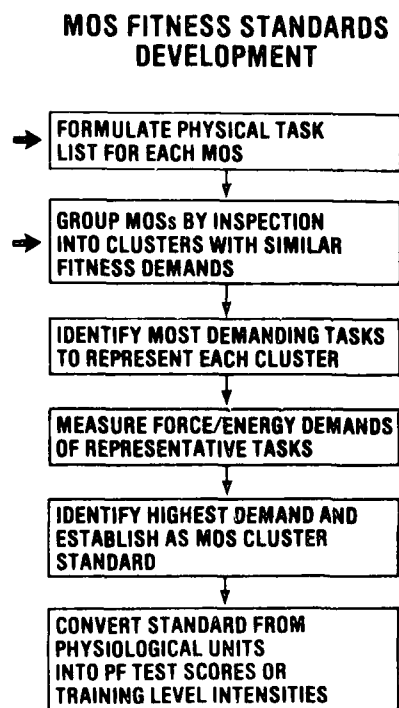 MOS FITNESS STANDARDS
DEVELOPMENT
FORMULATE PHYSICAL TASK
LIST FOR EACH MOS
GROUP MOSs BY INSPECTION
INTO CLUSTERS WITH SIMILAR
FITNESS DEMANDS
IDENTIFY MOST DEMANDING TASKS
TO REPRESENT EACH CLUSTER
MEASURE FORCE/ENERGY DEMANDS
OF REPRESENTATIVE TASKS
IDENTIFY HIGHEST DEMAND AND
ESTABLISH AS MOS CLUSTER
STANDARD
CONVERT STANDARD FROM
PHYSIOLOGICAL UNITS
INTO PF TEST SCORES OR
TRAINING LEVEL INTENSITIES